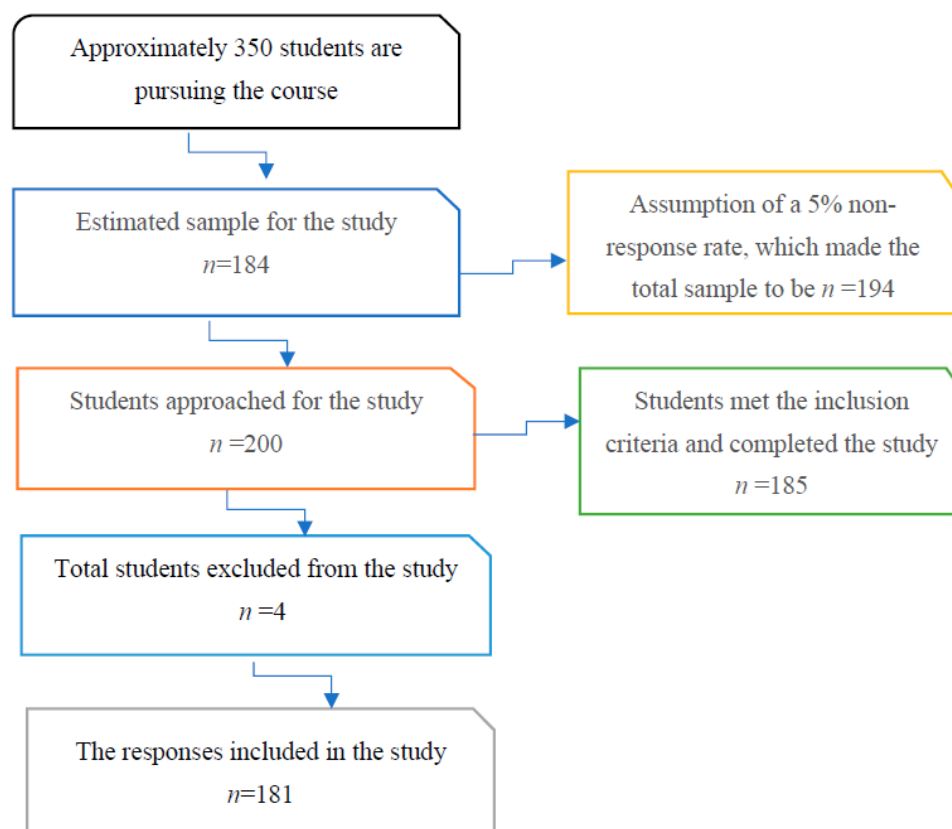 Approximately 350 students are
pursuing the course
Estimated sample for the study
n=184
Assumption of a 5% non-
response rate, which made the
total sample to be n =194
Students approached for the study
n =200
Students met the inclusion
criteria and completed the study
n =185
Total students excluded from the study
n =4
The responses included in the study
n=181